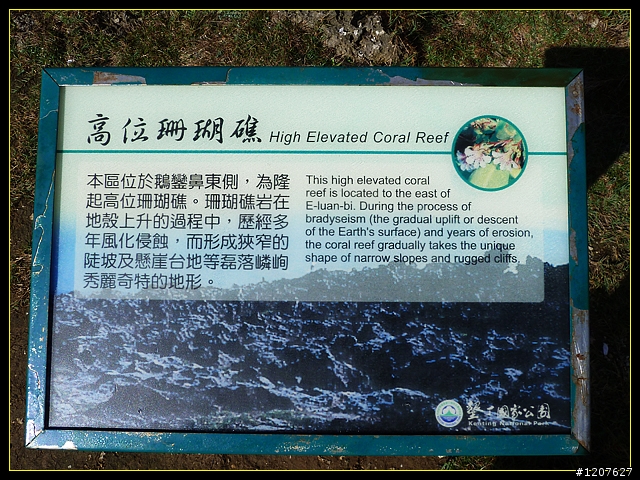 高位珊瑚礁 High Elevated Coral Reef
本區位於鵝鑾鼻東側，為隆
起高位珊瑚礁。珊瑚礁岩在
地殼上升的過程中，歷經多
年風化侵蝕，而形成狹窄的
陡坡及懸崖台地等磊落嶙峋
秀麗奇特的地形。
This high elevated coral
reef is located to the east of
E-luan-bi. During the process of
bradyseism (the gradual uplift or descent
of the Earth's surface) and years of erosion,
the coral reef gradually takes the unique
shape of narrow slopes and rugged cliffs,
墾丁國家公園
Kenting National Park
#1207627